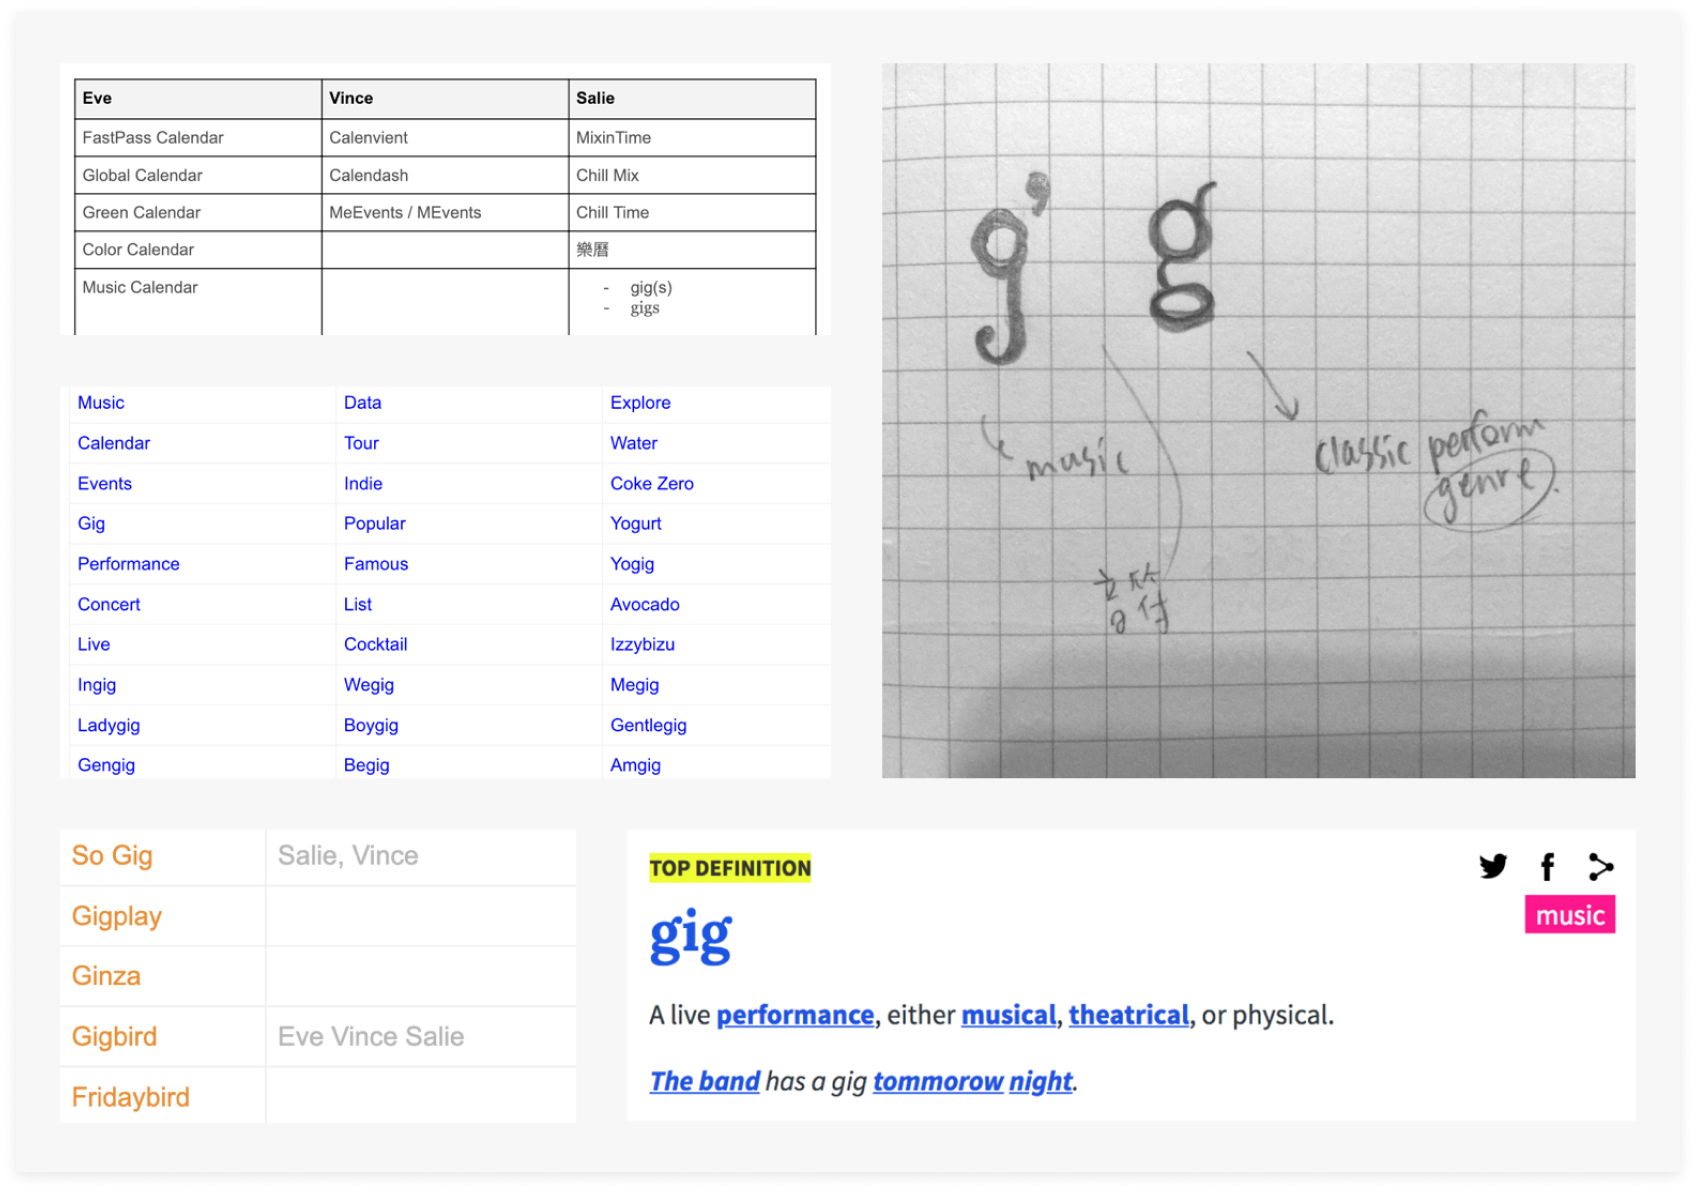 Eve Vince Salie
FastPass Calendar Calenvient MixinTime
Global Calendar Calendash Chill Mix
Green Calendar MeEvents / MEvents Chill Time
Color Calendar 樂曆
Music Calendar - gig(s)
- gigs
Music Data Explore
Calendar Tour Water
Events Indie Coke Zero
Gig Popular Yogurt
Performance Famous Yogig
Concert List Avocado
Live Cocktail Izzybizu
Ingig Wegig Megig
Ladygig Boygig Gentlegig
Gengig Begig Amgig
g’ g
music
classic perform
genre.
音符
So Gig Salie, Vince
Gigplay
Ginza
Gigbird Eve Vince Salie
Fridaybird
TOP DEFINITION
music
gig
A live performance, either musical, theatrical, or physical.
The band has a gig tommorow night.